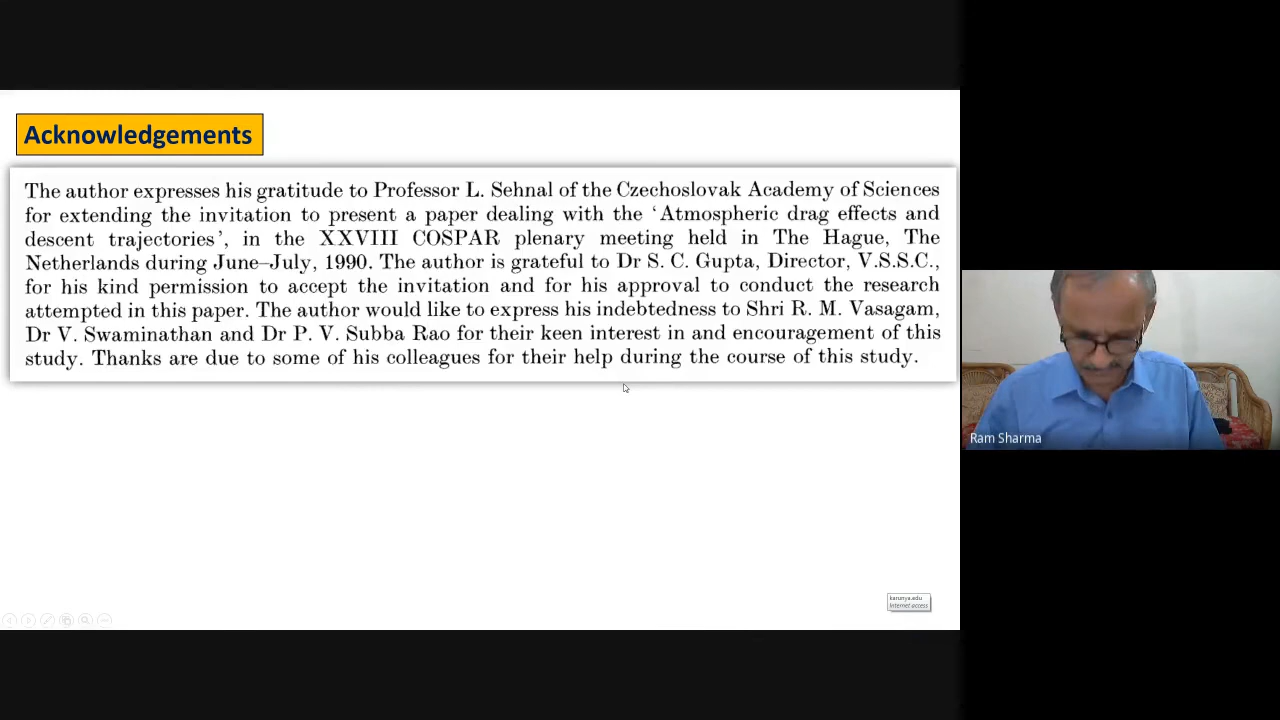 Acknowledgements
The author expresses his gratitude to Professor L. Sehnal of the Czechoslovak Academy of Sciences
for extending the invitation to present a paper dealing with the ‘Atmospheric drag effects and
descent trajectories’, in the XXVIII COSPAR plenary meeting held in The Hague, The
Netherlands during June–July, 1990. The author is grateful to Dr S. C. Gupta, Director, V.S.S.C.,
for his kind permission to accept the invitation and for his approval to conduct the research
attempted in this paper. The author would like to express his indebtedness to Shri R. M. Vasagam,
Dr V. Swaminathan and Dr P. V. Subba Rao for their keen interest in and encouragement of this
study. Thanks are due to some of his colleagues for their help during the course of this study.
Ram Sharma
karunya.edu
Internet access